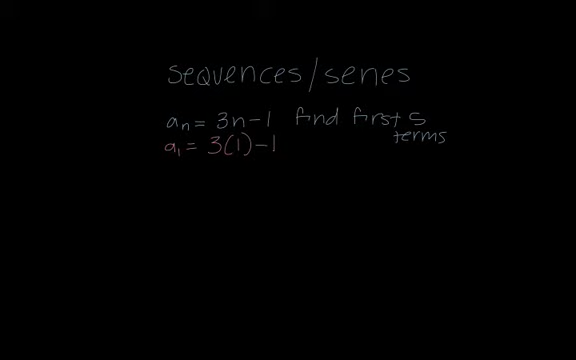 sequences/series
aₙ = 3n-1 find first 5
terms
a₁ = 3(1)-1